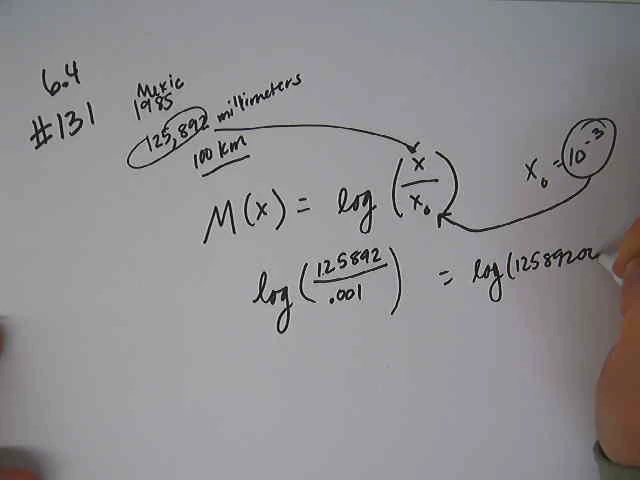 6.4
#131
Mexic
1985
125,892 millimeters
100 km
x₀ = 10⁻³
M(x) = log (x/x₀)
log (125892/.001) = log(1258920